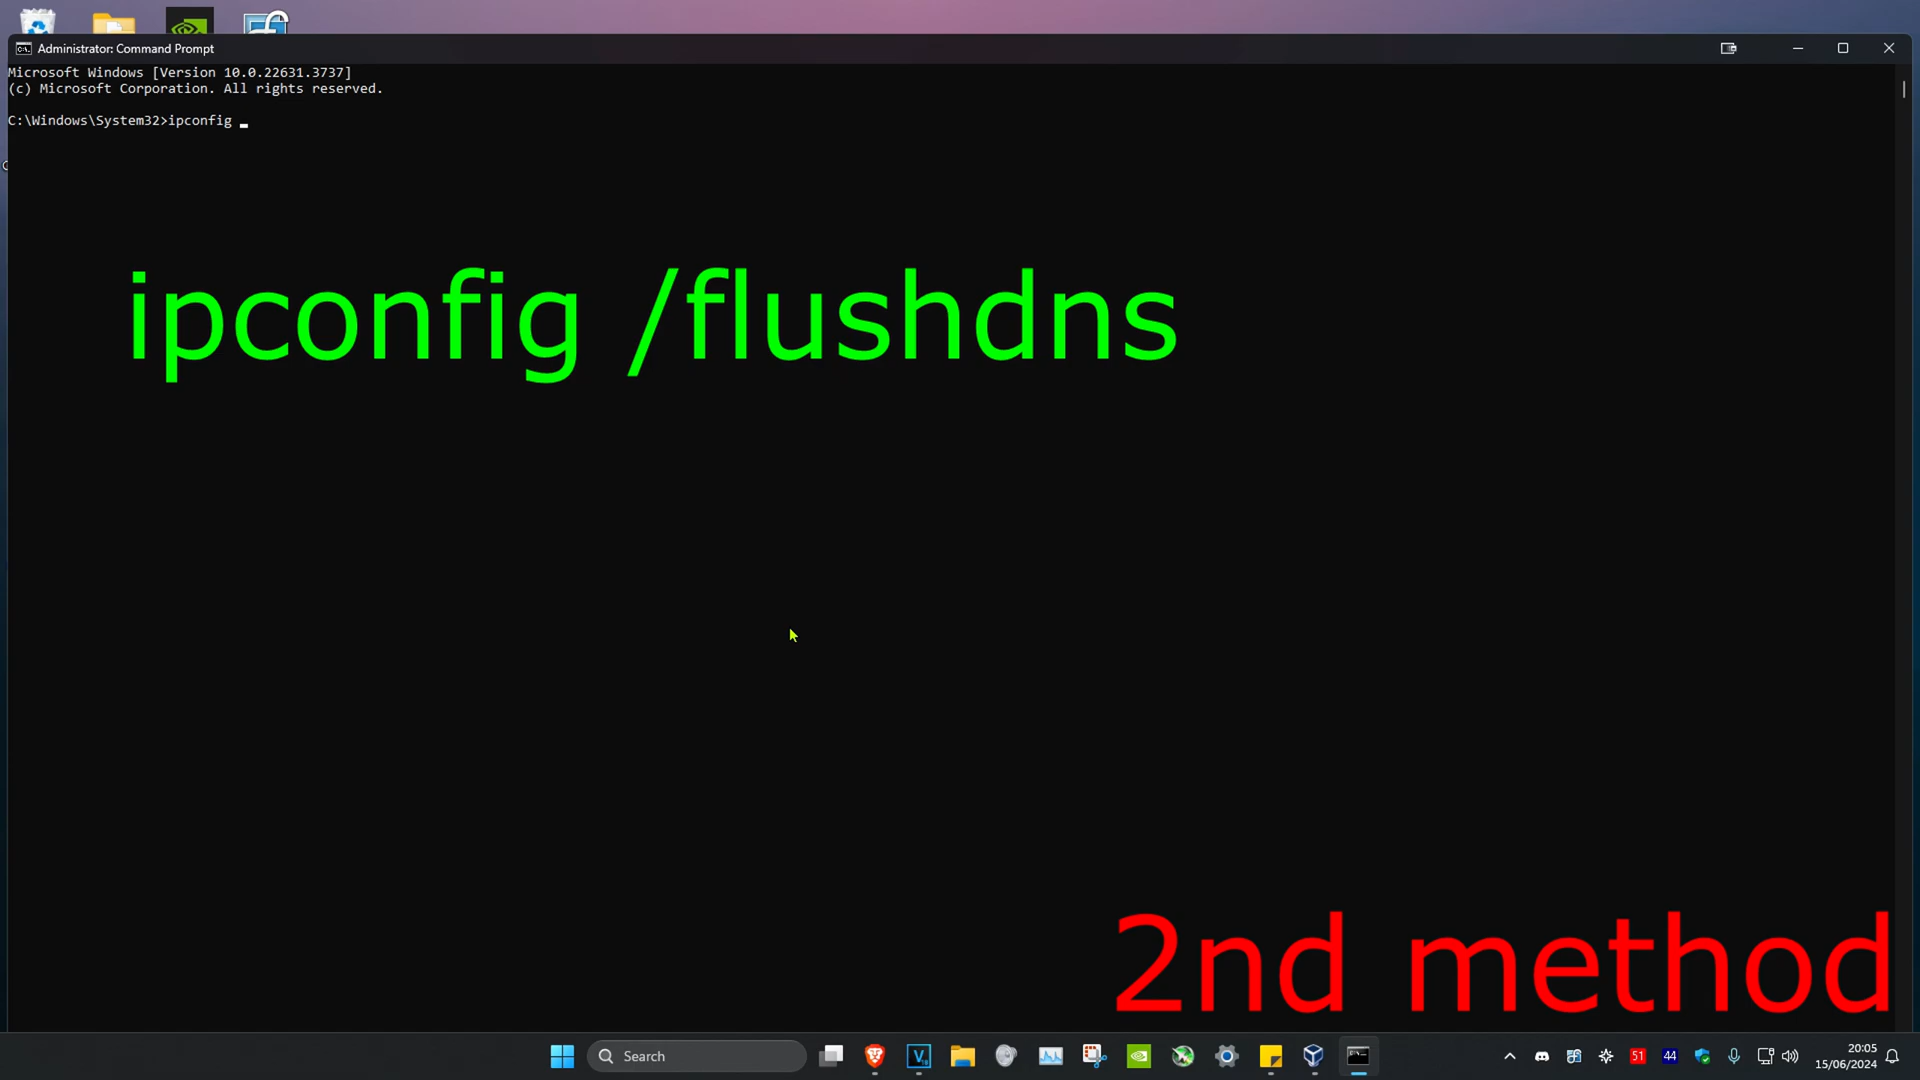 Administrator: Command Prompt
Microsoft Windows [Version 10.0.22631.3737]
(c) Microsoft Corporation. All rights reserved.
C:\Windows\System32>ipconfig _
ipconfig /flushdns
2nd method
Search
51
44
20:05
15/06/2024